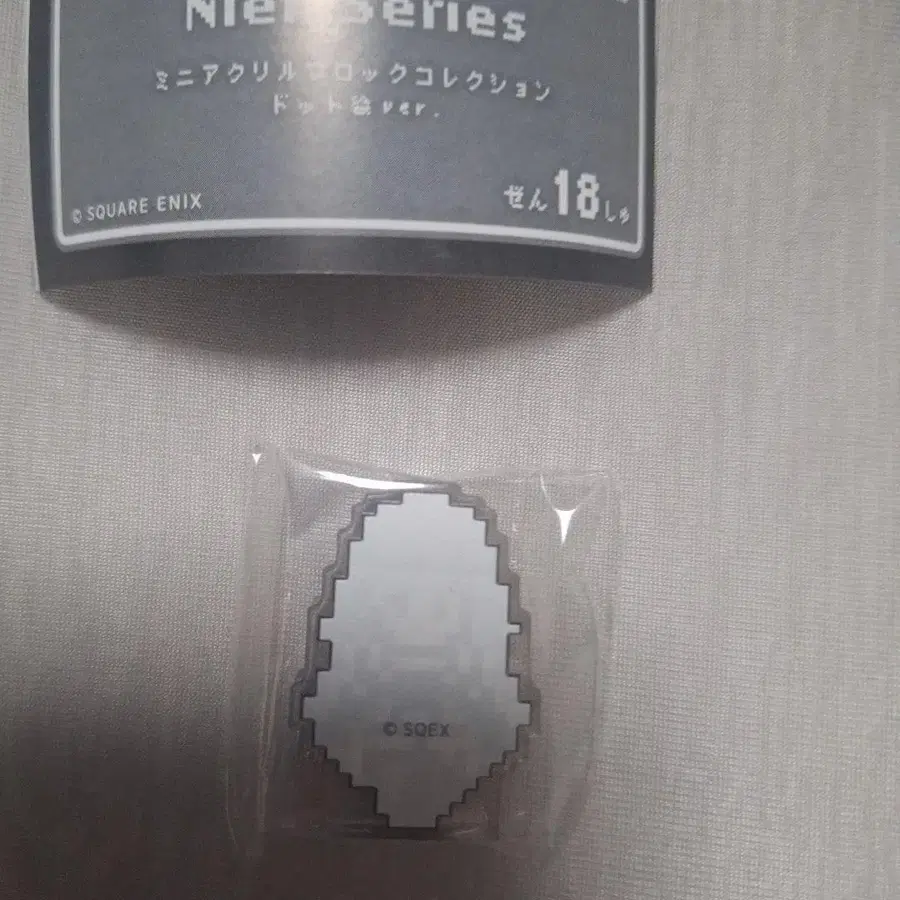 NieR Series
ミニアクリルブロックコレクション
ドット絵ver.
© SQUARE ENIX
ぜん18しゅ
© SQEX